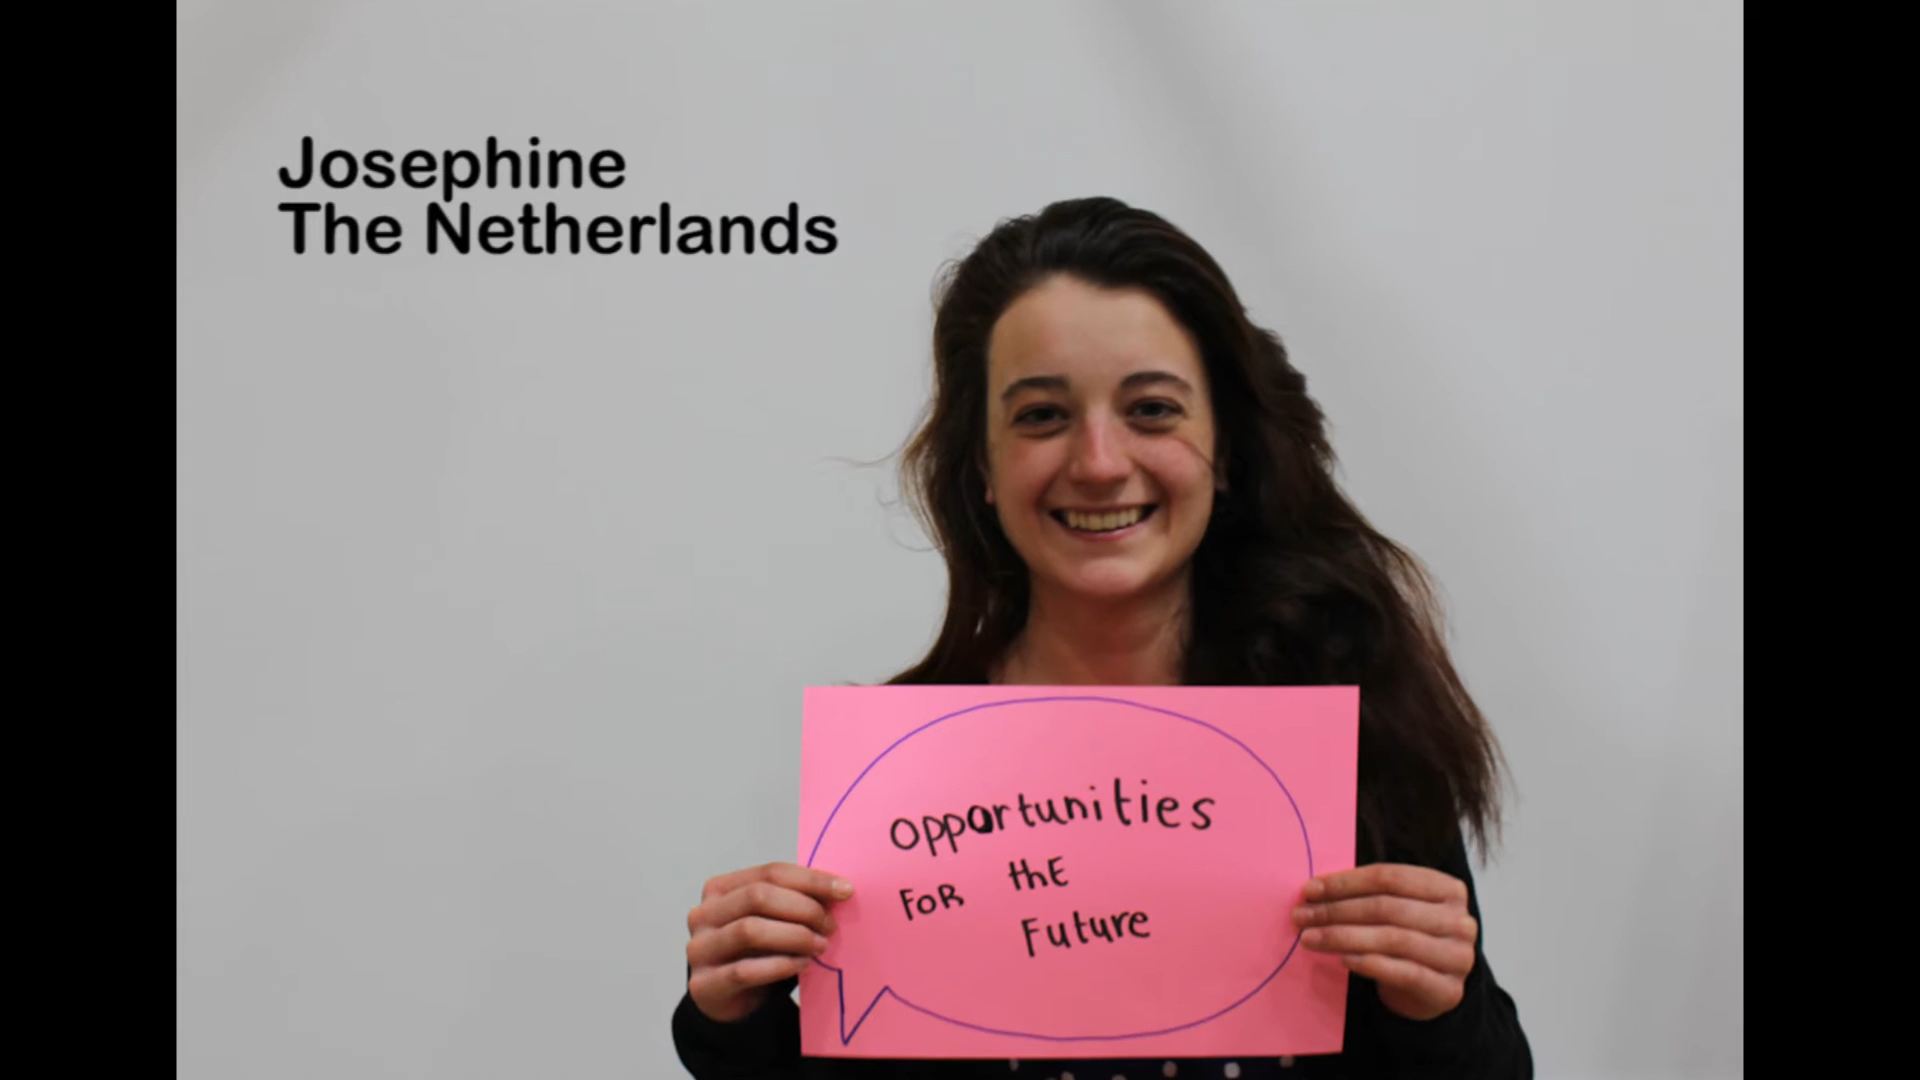 Josephine
The Netherlands
opportunities
FOR the
Future